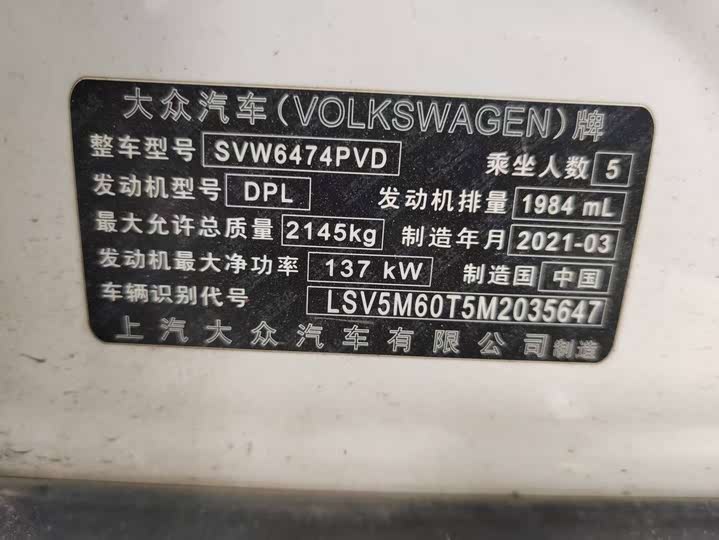 大众汽车(VOLKSWAGEN)牌
整车型号 SVW6474PVD 乘坐人数 5
发动机型号 DPL 发动机排量 1984 mL
最大允许总质量 2145kg 制造年月 2021-03
发动机最大净功率 137 kW 制造国 中国
车辆识别代号 LSV5M60T5M2035647
上汽大众汽车有限公司制造